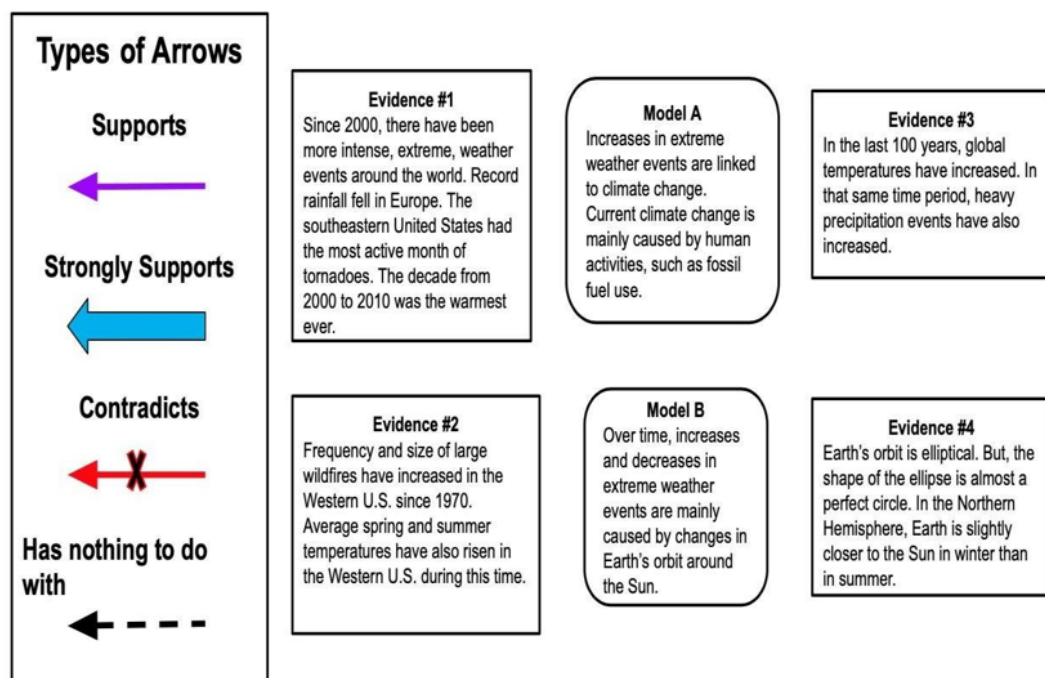 Types of Arrows
Supports
Strongly Supports
Contradicts
Has nothing to do
with
Evidence #1
Since 2000, there have been
more intense, extreme, weather
events around the world. Record
rainfall fell in Europe. The
southeastern United States had
the most active month of
tornadoes. The decade from
2000 to 2010 was the warmest
ever.
Model A
Increases in extreme
weather events are linked
to climate change.
Current climate change is
mainly caused by human
activities, such as fossil
fuel use.
Evidence #3
In the last 100 years, global
temperatures have increased. In
that same time period, heavy
precipitation events have also
increased.
Evidence #2
Frequency and size of large
wildfires have increased in the
Western U.S. since 1970.
Average spring and summer
temperatures have also risen in
the Western U.S. during this time.
Model B
Over time, increases
and decreases in
extreme weather
events are mainly
caused by changes in
Earth's orbit around
the Sun.
Evidence #4
Earth's orbit is elliptical. But, the
shape of the ellipse is almost a
perfect circle. In the Northern
Hemisphere, Earth is slightly
closer to the Sun in winter than
in summer.